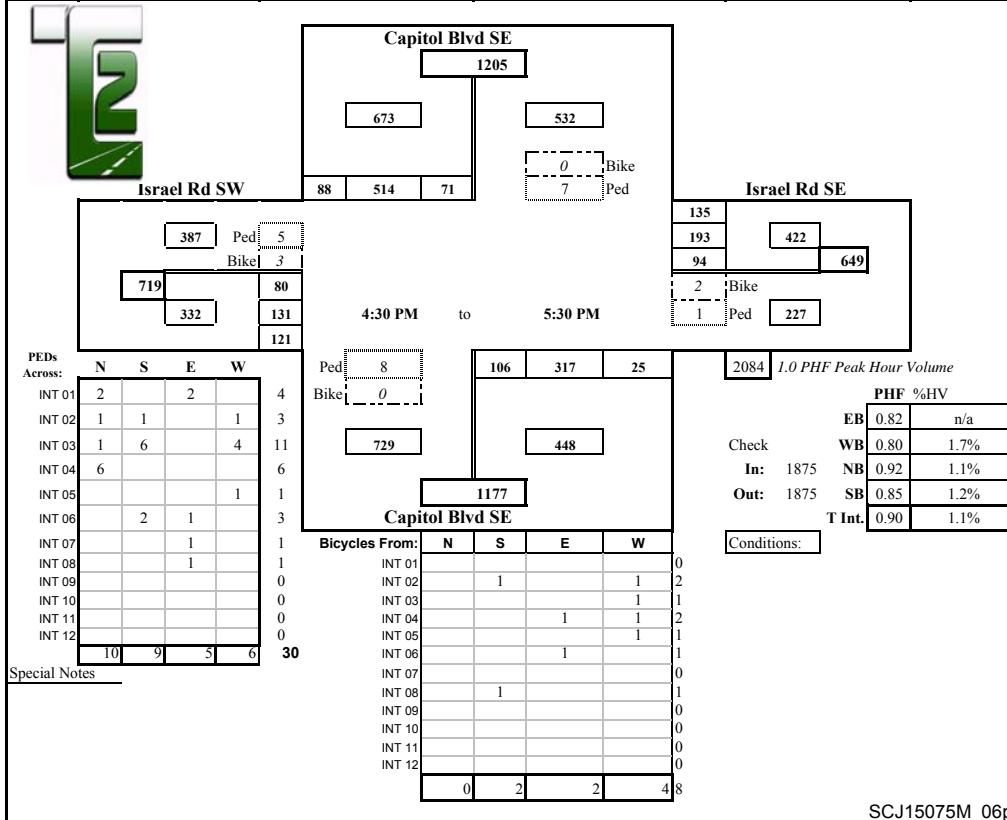 T2
Capitol Blvd SE
1205
673 532
0 Bike
Israel Rd SW 88 514 71 7 Ped Israel Rd SE
135
387 Ped 5 193 422
Bike 3 94 649
719 80 2 Bike
332 131 4:30 PM to 5:30 PM 1 Ped 227
121
PEDs Across: N S E W
Ped 8 106 317 25 2084 1.0 PHF Peak Hour Volume
INT 01 2 2 4 Bike 0 PHF %HV
INT 02 1 1 1 3 EB 0.82 n/a
INT 03 1 6 4 11 729 448 Check WB 0.80 1.7%
INT 04 6 6 In: 1875 NB 0.92 1.1%
INT 05 1 1 1177 Out: 1875 SB 0.85 1.2%
INT 06 2 1 3 Capitol Blvd SE T Int. 0.90 1.1%
INT 07 1 1 Bicycles From: N S E W Conditions:
INT 08 1 1 INT 01 0
INT 09 0 INT 02 1 1 2
INT 10 0 INT 03 1 1
INT 11 0 INT 04 1 1 2
INT 12 0 INT 05 1 1
10 9 5 6 30 INT 06 1 1
Special Notes INT 07 0
INT 08 1 1
INT 09 0
INT 10 0
INT 11 0
INT 12 0
0 2 2 4 8
SCJ15075M_06p